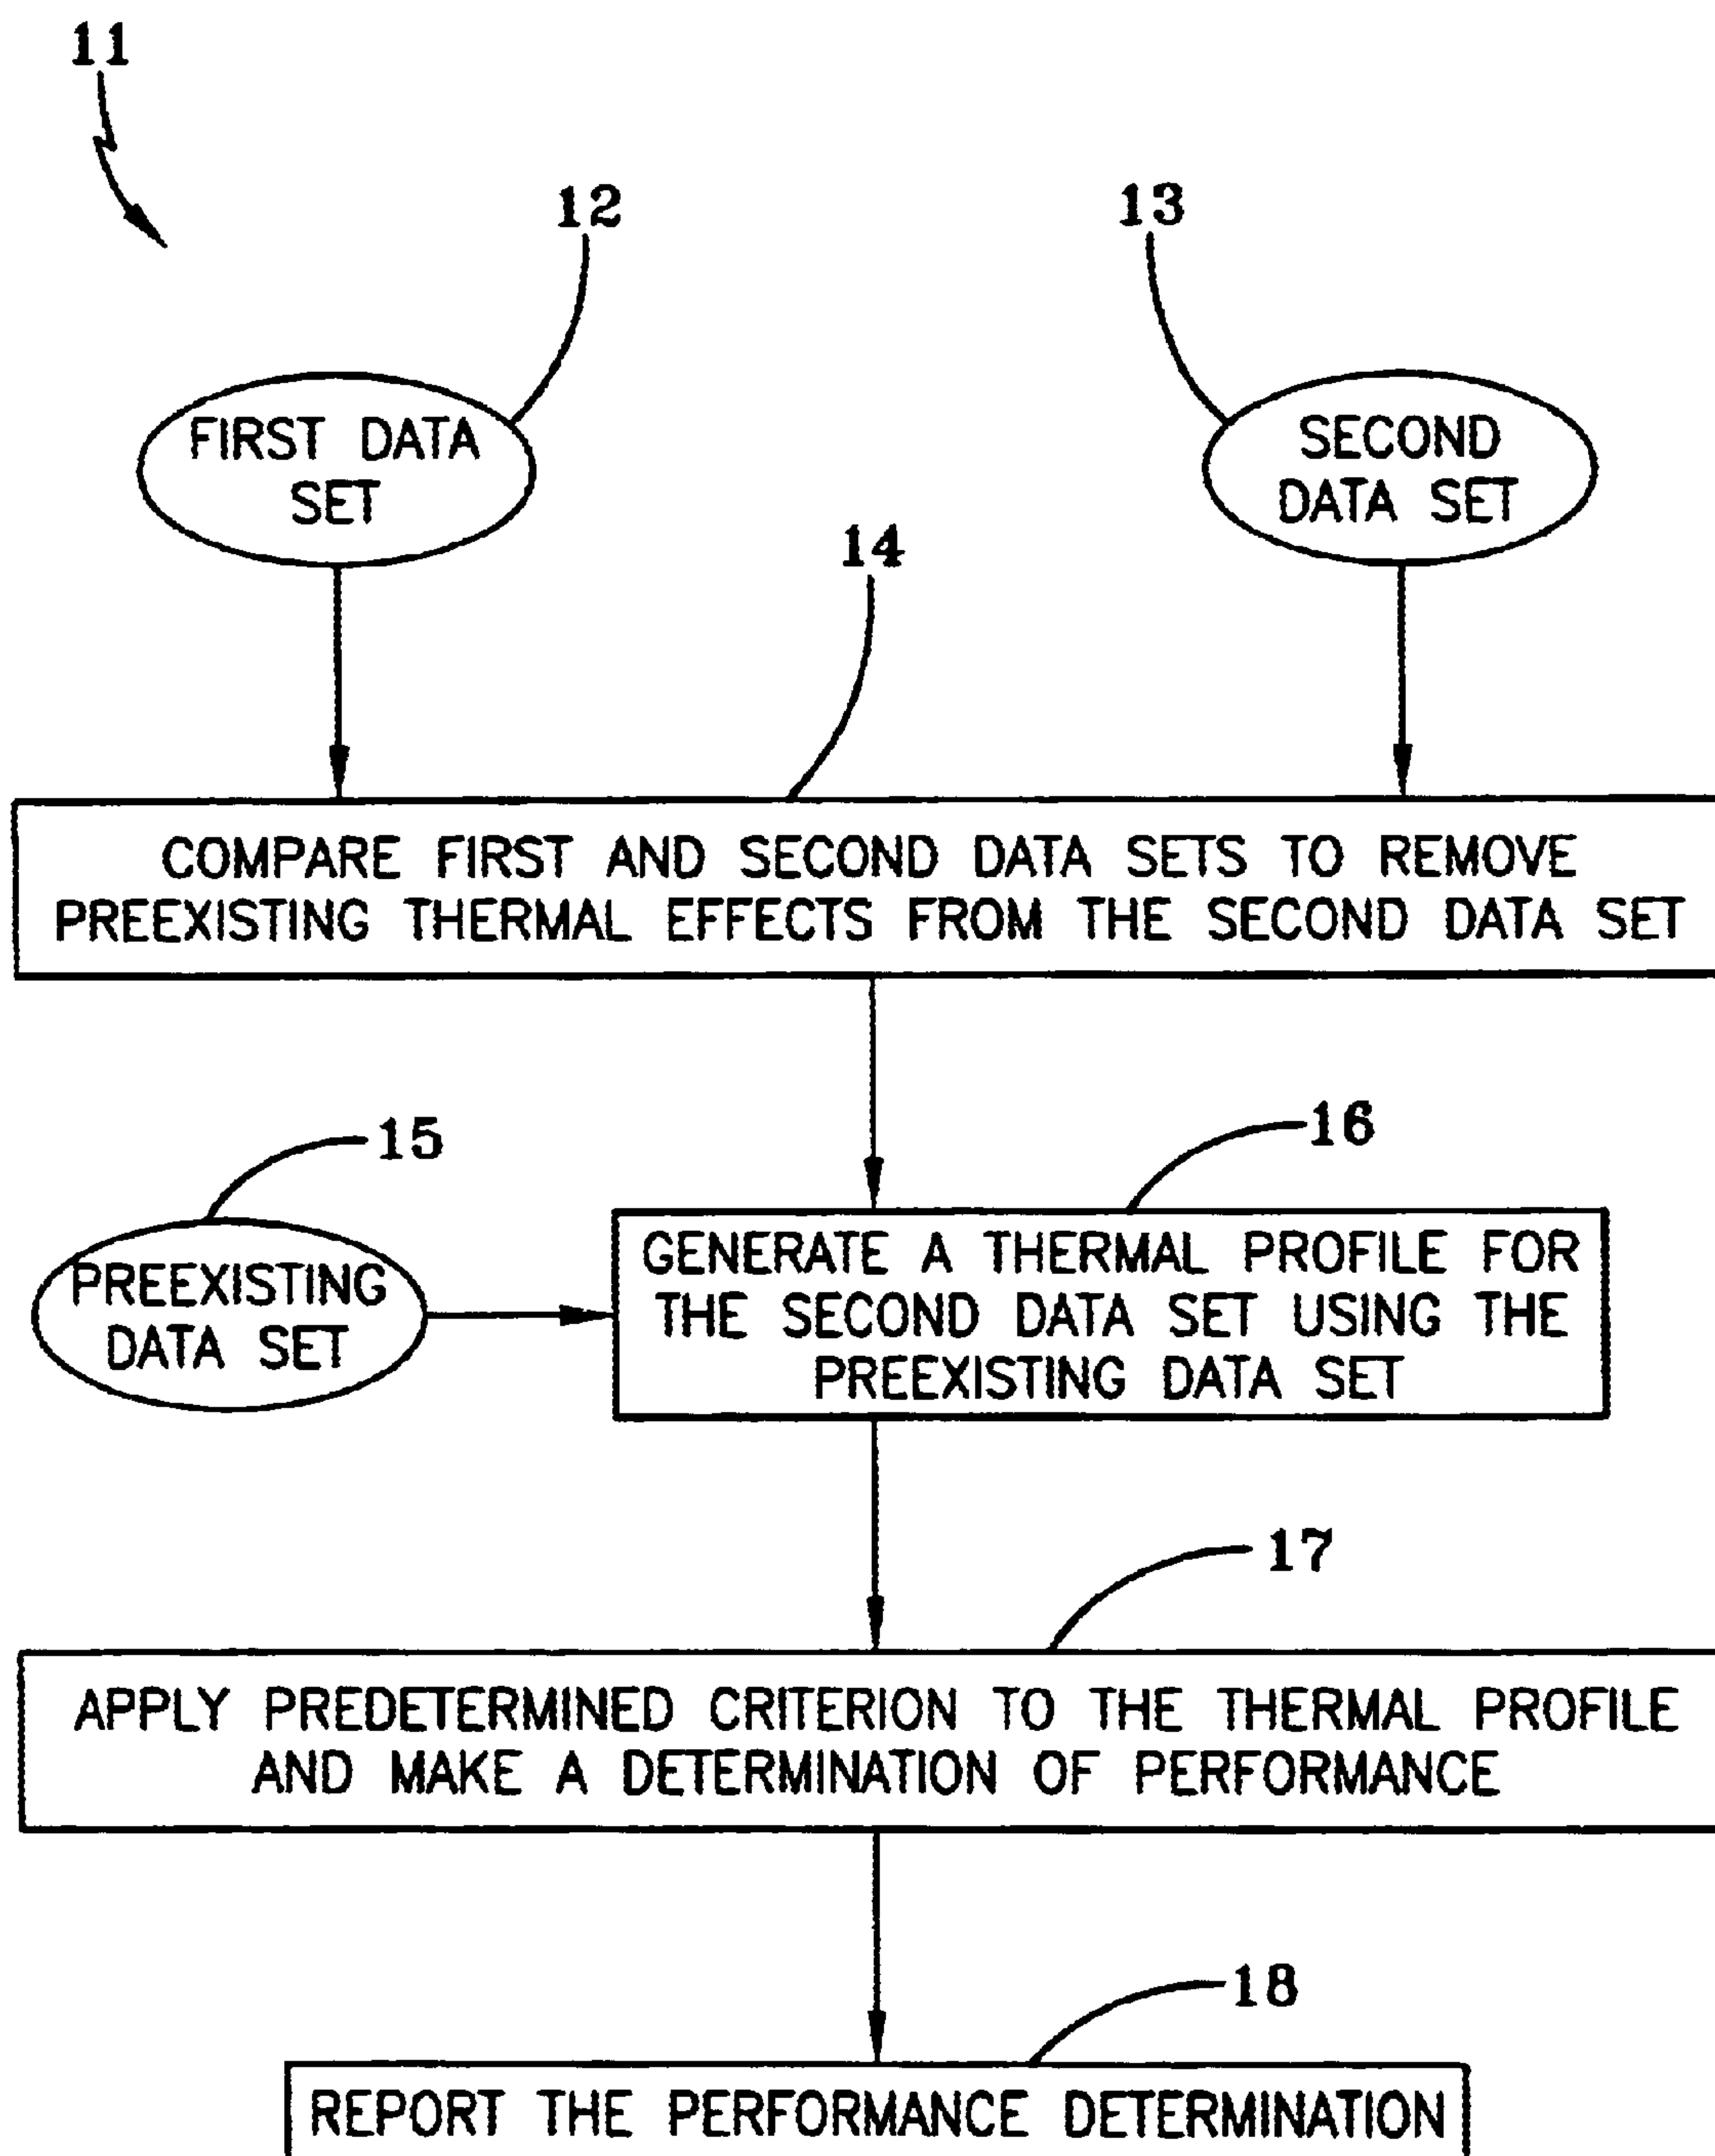 11
12
13
FIRST DATA
SET
SECOND
DATA SET
14
COMPARE FIRST AND SECOND DATA SETS TO REMOVE
PREEXISTING THERMAL EFFECTS FROM THE SECOND DATA SET
15
16
PREEXISTING
DATA SET
GENERATE A THERMAL PROFILE FOR
THE SECOND DATA SET USING THE
PREEXISTING DATA SET
17
APPLY PREDETERMINED CRITERION TO THE THERMAL PROFILE
AND MAKE A DETERMINATION OF PERFORMANCE
18
REPORT THE PERFORMANCE DETERMINATION